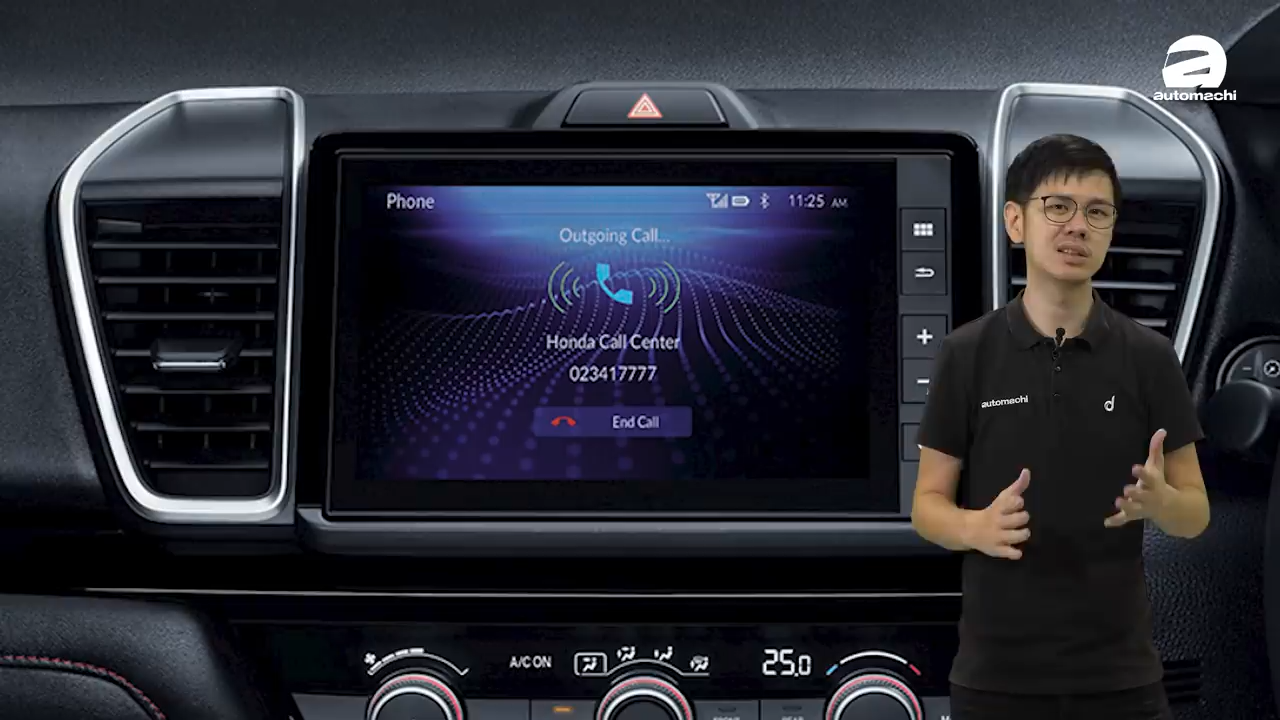 automachi
Phone
11:25 AM
Outgoing Call...
Honda Call Center
023417777
End Call
automachi
A/C ON
25.0